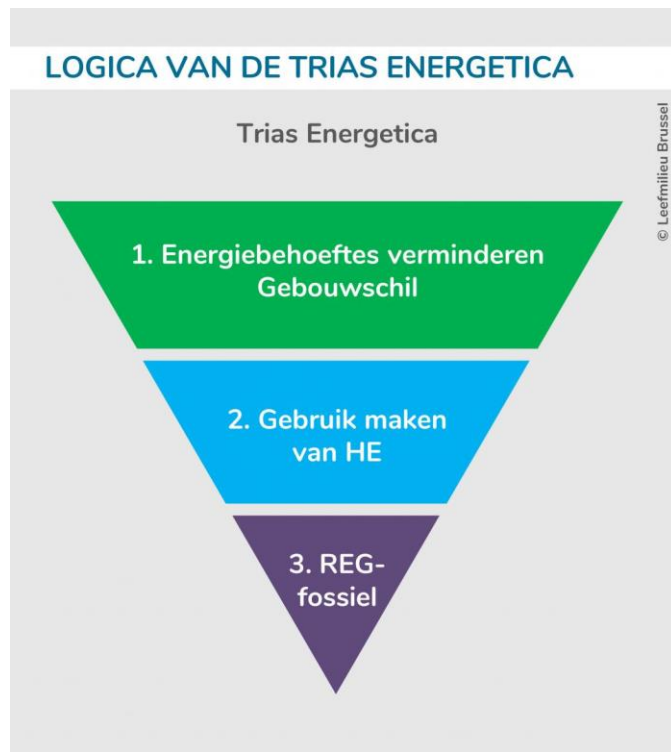 LOGICA VAN DE TRIAS ENERGETICA
Trias Energetica
© Leefmilieu Brussel
1. Energiebehoeftes verminderen
Gebouwschil
2. Gebruik maken
van HE
3. REG-
fossiel